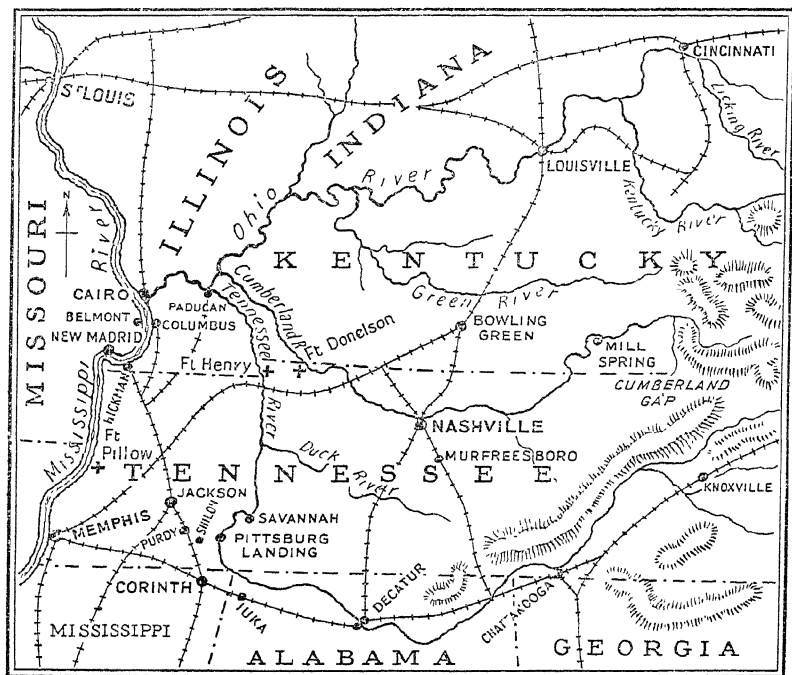 CINCINNATI
St LOUIS
ILLINOIS
INDIANA
Licking River
LOUISVILLE
River
Ohio
Kentucky River
MISSOURI
N
River
KENTUCKY
CAIRO
PADUCAN
Cumberland R.
Tennessee
Green River
BELMONT
COLUMBUS
NEW MADRID
BOWLING
GREEN
Ft Donelson
MILL
SPRING
Ft Henry
HICKMAN
CUMBERLAND
GAP
Mississippi
Ft
Pillow
River
NASHVILLE
TENNESSEE
Duck
River
MURFREESBORO
KNOXVILLE
JACKSON
SHILOH
SAVANNAH
MEMPHIS
PURDY
PITTSBURG
LANDING
CORINTH
IUKA
DECATUR
CHATANOOGA
MISSISSIPPI
ALABAMA
GEORGIA